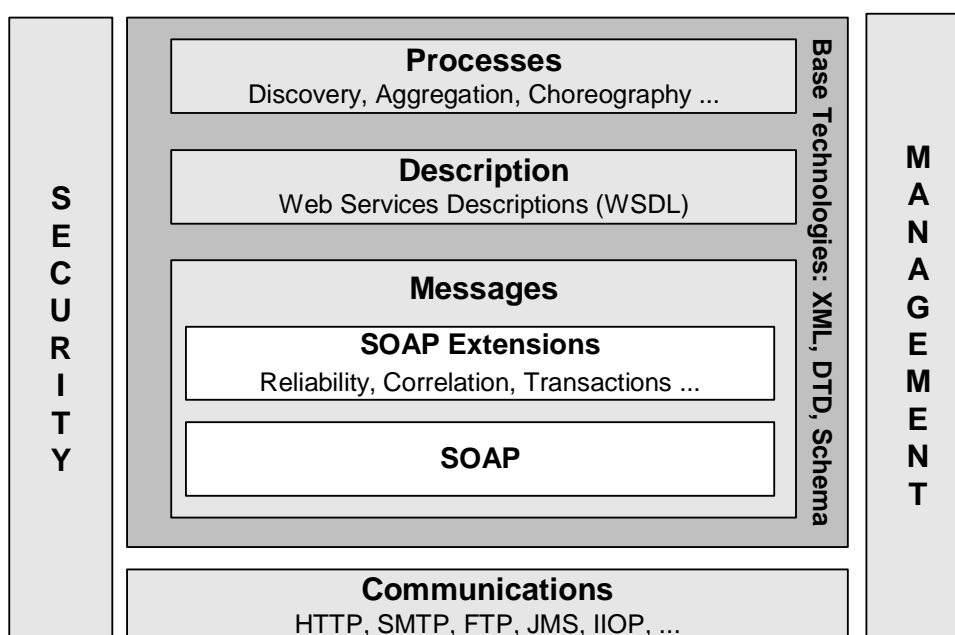 SECURITY
Processes
Discovery, Aggregation, Choreography ...
Description
Web Services Descriptions (WSDL)
Messages
SOAP Extensions
Reliability, Correlation, Transactions ...
SOAP
Base Technologies: XML, DTD, Schema
MANAGEMENT
Communications
HTTP, SMTP, FTP, JMS, IIOP, ...